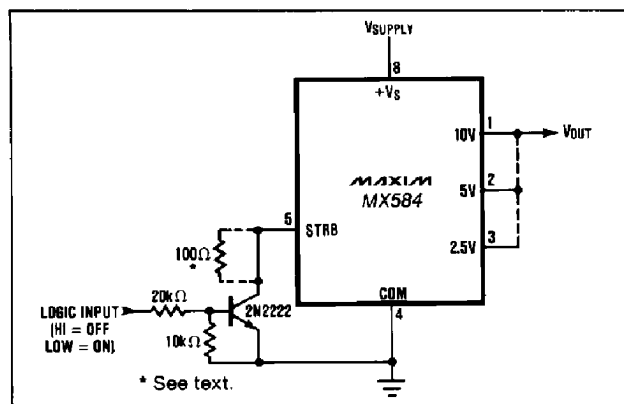 VSUPPLY
8
+VS
10V
1
VOUT
MAXIM
MX584
5V
2
2.5V
3
5
STRB
100Ω
*
20kΩ
2N2222
LOGIC INPUT
(HI = OFF
LOW = ON)
10kΩ
COM
4
* See text.